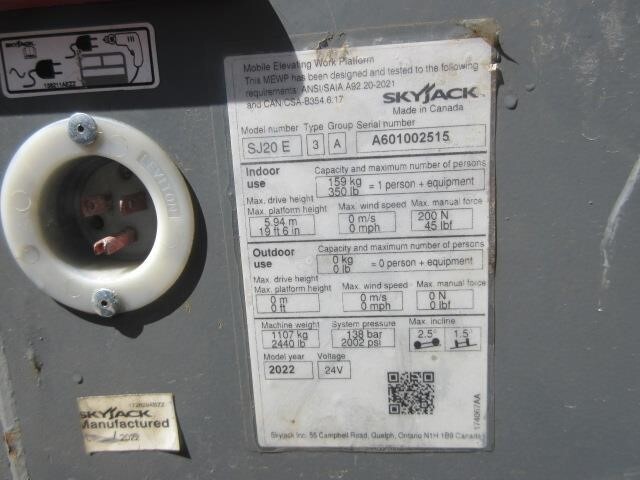 SKYJACK
Mobile Elevating Work Platform
This MEWP has been designed and tested to the following
requirements: ANSI/SAIA A92.20-2021
and CAN/CSA-B354.6:17
SKYJACK
Made in Canada
Model number Type Group Serial number
SJ20 E 3 A A601002515
Indoor use
Capacity and maximum number of persons
159 kg
350 lb = 1 person + equipment
Max. drive height
Max. platform height Max. wind speed Max. manual force
5.94 m 0 m/s 200 N
19 ft 6 in 0 mph 45 lbf
Outdoor use
Capacity and maximum number of persons
0 kg
0 lb = 0 person + equipment
Max. drive height
Max. platform height Max. wind speed Max. manual force
0 m 0 m/s 0 N
0 ft 0 mph 0 lbf
Machine weight System pressure Max. incline
1107 kg 138 bar 2.5° 1.5°
2440 lb 2002 psi
Model year Voltage
2022 24V
174067AA
Skyjack Inc. 55 Campbell Road, Guelph, Ontario N1H 1B9 Canada
LEVITON
SKYJACK
Manufactured
2022